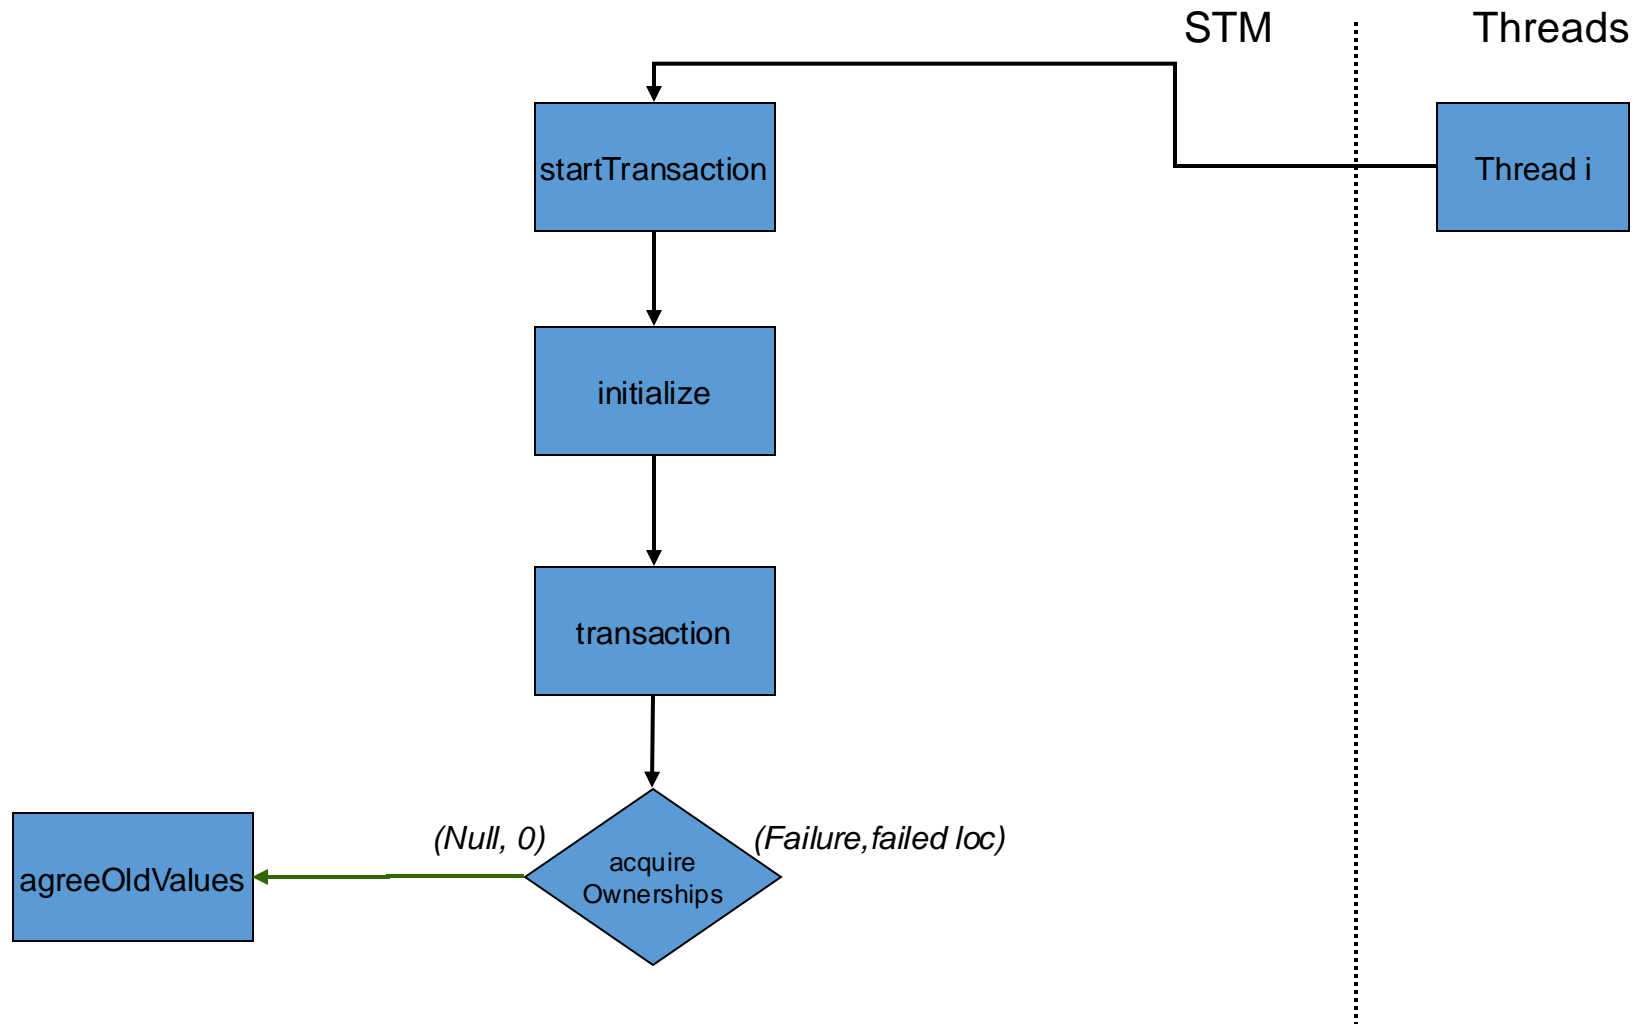 STM
Threads
startTransaction
Thread i
initialize
transaction
(Null, 0)
(Failure,failed loc)
acquire
Ownerships
agreeOldValues